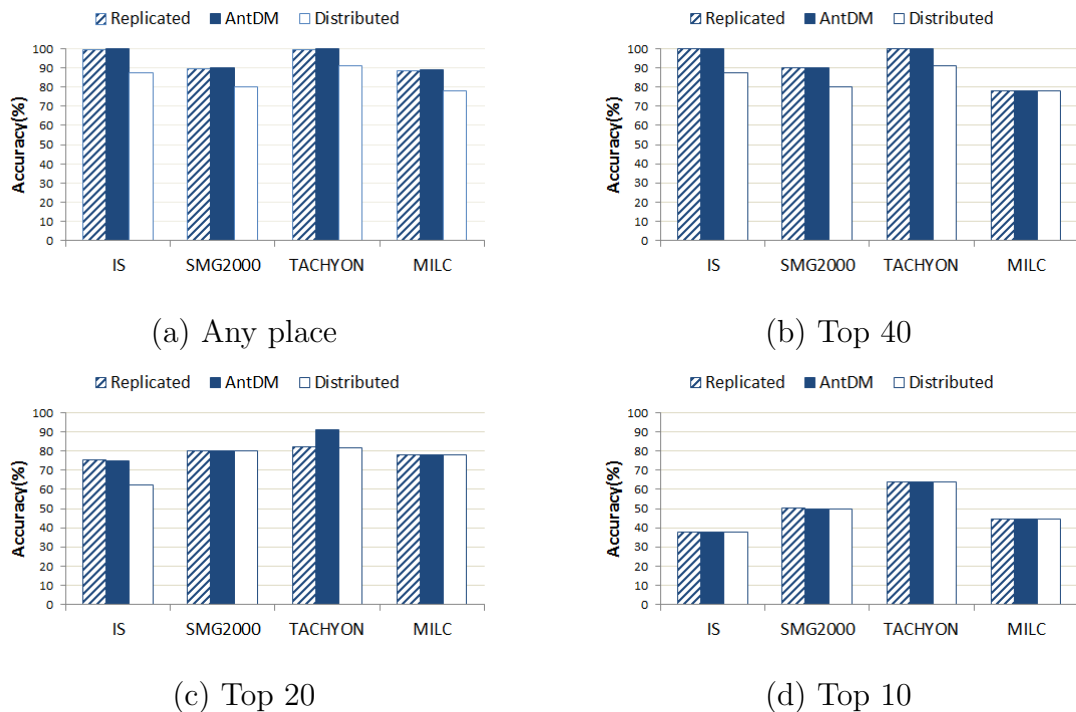 Replicated AntDM Distributed
Accuracy(%)
100
90
80
70
60
50
40
30
20
10
0
IS SMG2000 TACHYON MILC
(a) Any place
Replicated AntDM Distributed
Accuracy(%)
100
90
80
70
60
50
40
30
20
10
0
IS SMG2000 TACHYON MILC
(b) Top 40
Replicated AntDM Distributed
Accuracy(%)
100
90
80
70
60
50
40
30
20
10
0
IS SMG2000 TACHYON MILC
(c) Top 20
Replicated AntDM Distributed
Accuracy(%)
100
90
80
70
60
50
40
30
20
10
0
IS SMG2000 TACHYON MILC
(d) Top 10